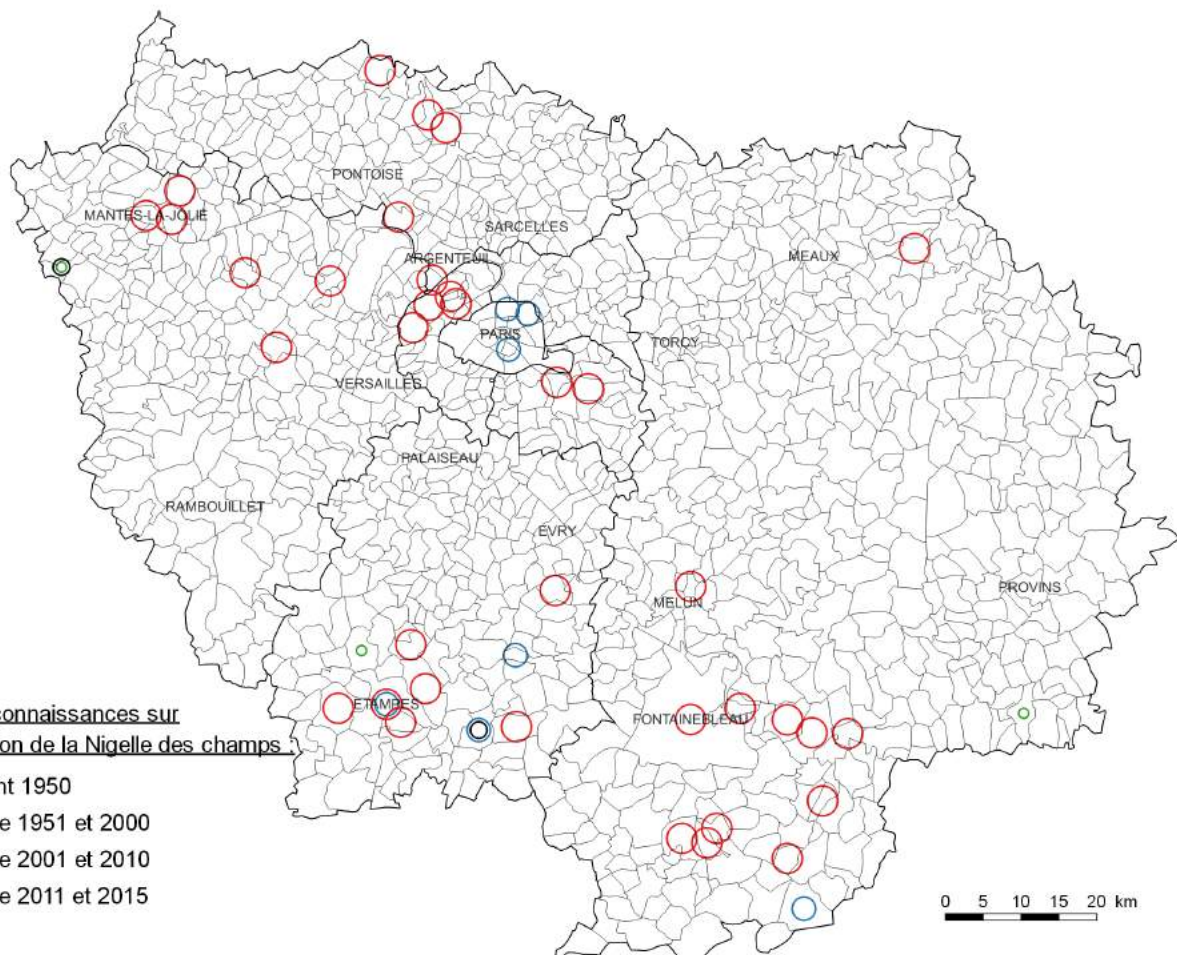 PONTOISE
MANTES-LA-JOLIE
SARCELLES
ARGENTEUIL
MEAUX
PARIS
TORCY
VERSAILLES
PALAISEAU
RAMBOUILLET
EVRY
MELUN
PROVINS
ETAMPES
FONTAINEBLEAU
connaissances sur
on de la Nigelle des champs :
nt 1950
e 1951 et 2000
e 2001 et 2010
e 2011 et 2015
0 5 10 15 20 km